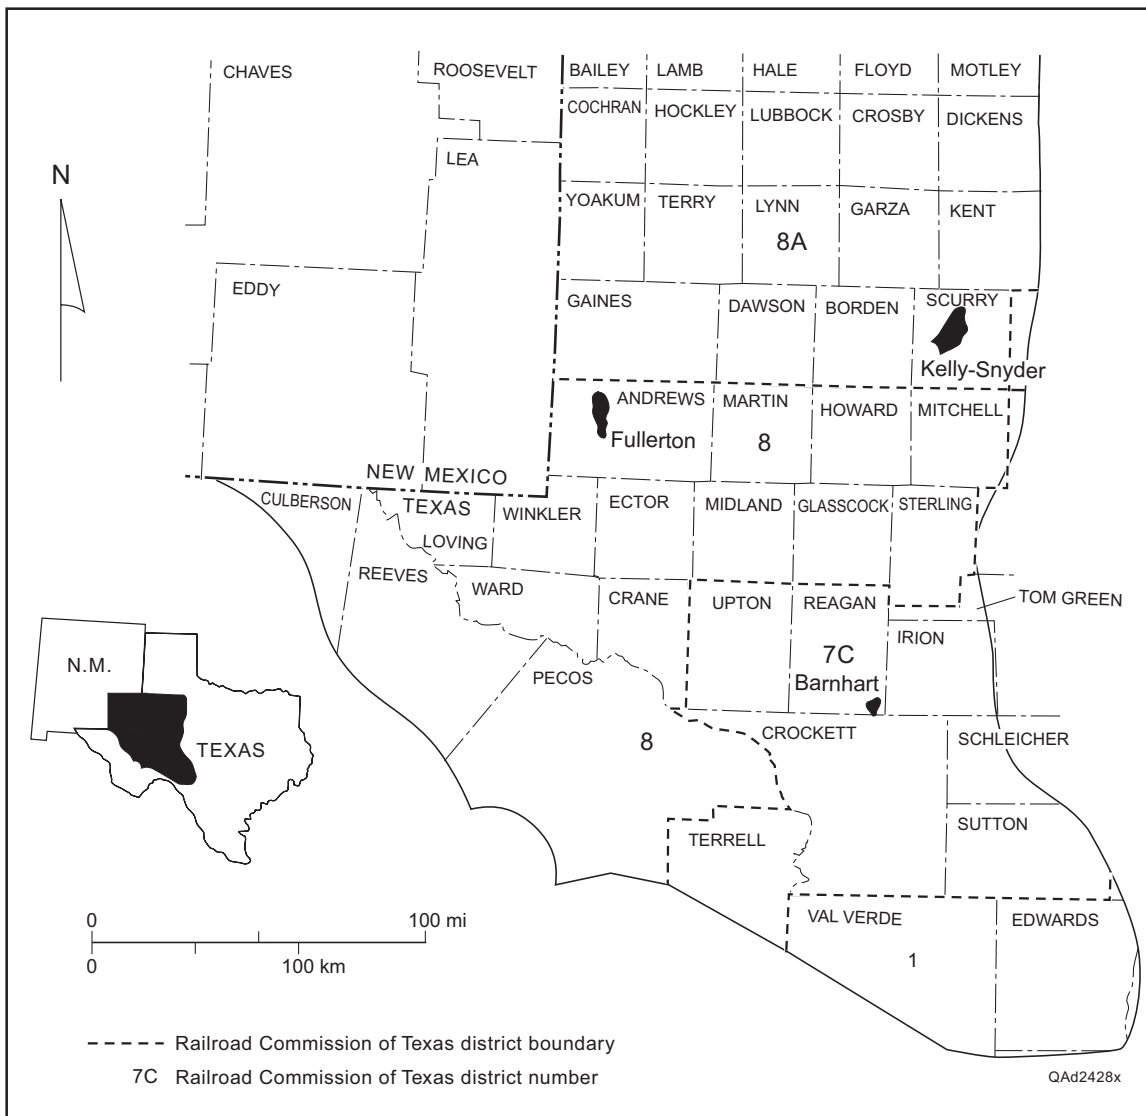 CHAVES
ROOSEVELT
BAILEY
LAMB
HALE
FLOYD
MOTLEY
COCHRAN
HOCKLEY
LUBBOCK
CROSBY
DICKENS
LEA
N
YOAKUM
TERRY
LYNN
GARZA
KENT
8A
EDDY
GAINES
DAWSON
BORDEN
SCURRY
Kelly-Snyder
ANDREWS
MARTIN
HOWARD
MITCHELL
Fullerton
8
NEW MEXICO
CULBERSON
TEXAS
WINKLER
ECTOR
MIDLAND
GLASSCOCK
STERLING
LOVING
REEVES
WARD
CRANE
UPTON
REAGAN
TOM GREEN
IRION
7C
N.M.
PECOS
Barnhart
TEXAS
8
CROCKETT
SCHLEICHER
SUTTON
TERRELL
0 100 mi
0 100 km
VAL VERDE
EDWARDS
1
Railroad Commission of Texas district boundary
7C Railroad Commission of Texas district number
QAd2428x